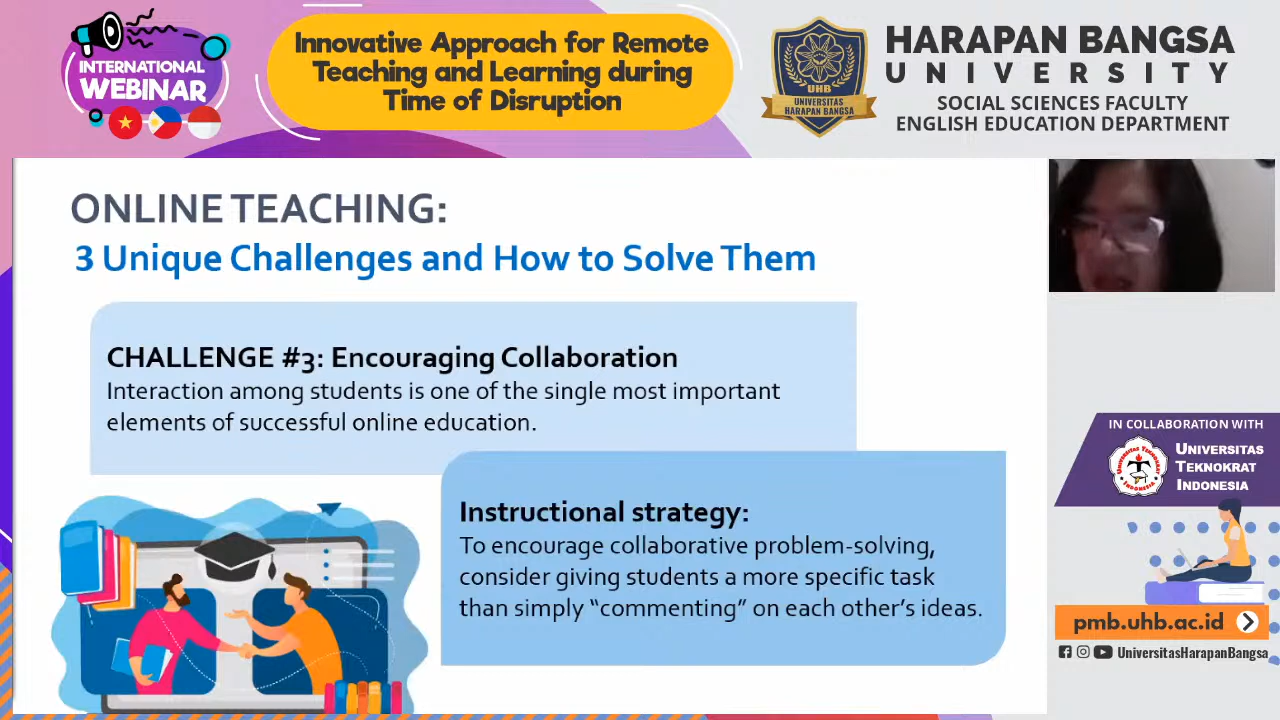 INTERNATIONAL
WEBINAR
Innovative Approach for Remote
Teaching and Learning during
Time of Disruption
UHB
UNIVERSITAS
HARAPAN BANGSA
HARAPAN BANGSA
UNIVERSITY
SOCIAL SCIENCES FACULTY
ENGLISH EDUCATION DEPARTMENT
ONLINE TEACHING:
3 Unique Challenges and How to Solve Them
CHALLENGE #3: Encouraging Collaboration
Interaction among students is one of the single most important
elements of successful online education.
Instructional strategy:
To encourage collaborative problem-solving,
consider giving students a more specific task
than simply “commenting” on each other’s ideas.
IN COLLABORATION WITH
UNIVERSITAS TEKNOKRAT
INDONESIA
UNIVERSITAS
TEKNOKRAT
INDONESIA
pmb.uhb.ac.id
UniversitasHarapanBangsa